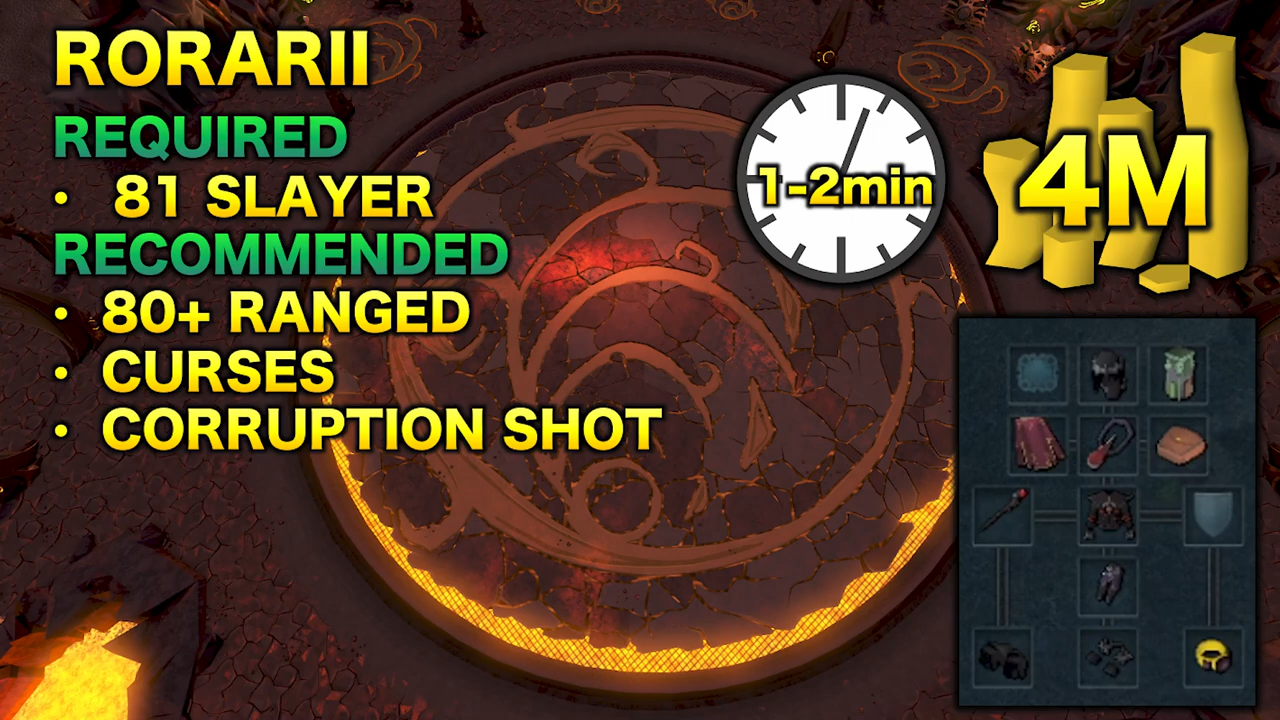 RORARII
REQUIRED
• 81 SLAYER
RECOMMENDED
• 80+ RANGED
• CURSES
• CORRUPTION SHOT
1-2min
4M